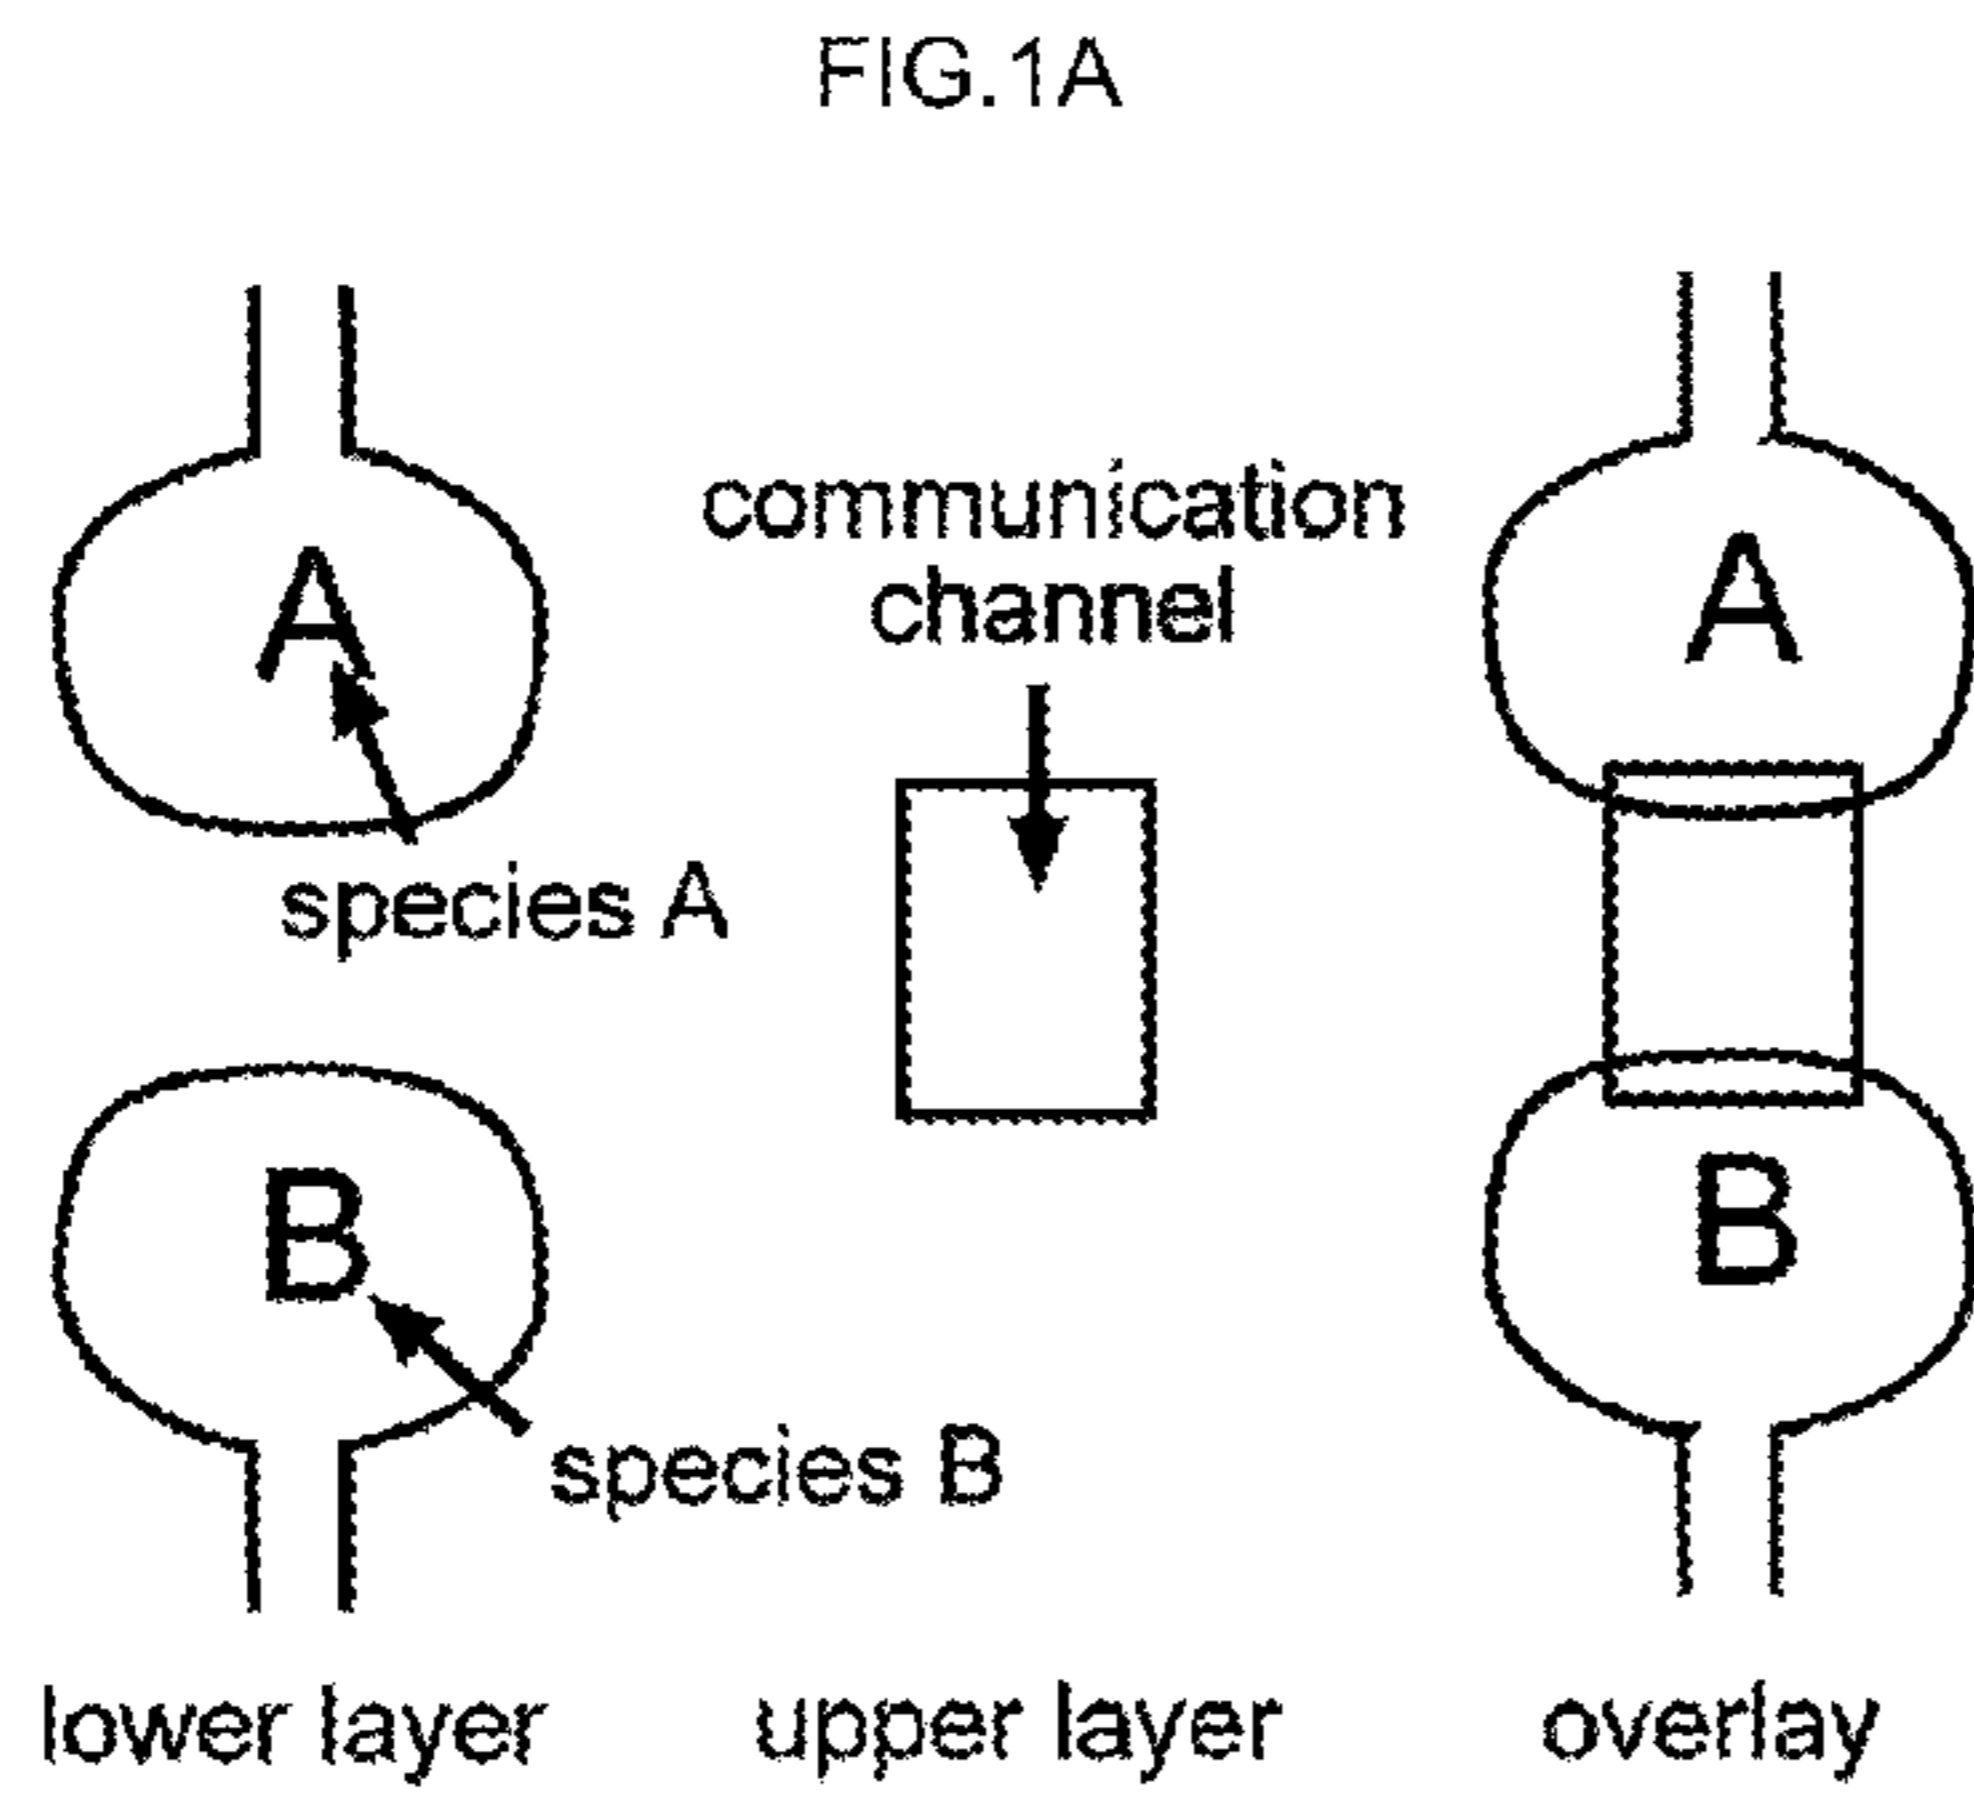 FIG.1A
A
species A
B
species B
lower layer
communication
channel
upper layer
A
B
overlay